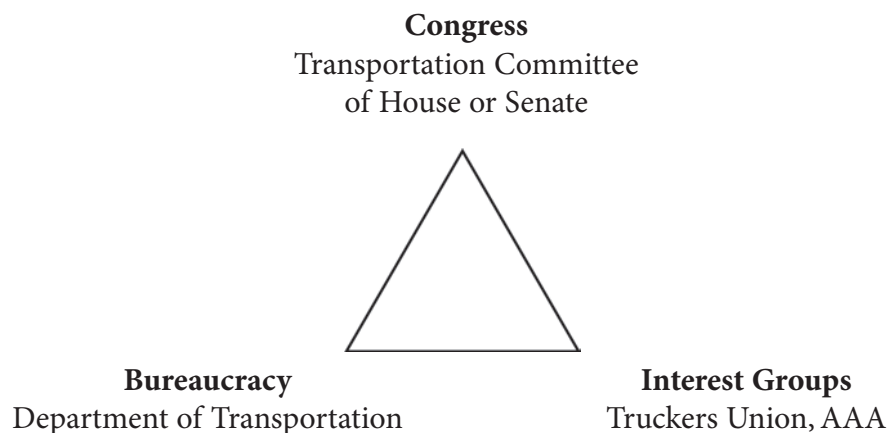 Congress
Transportation Committee
of House or Senate
Bureaucracy
Department of Transportation
Interest Groups
Truckers Union, AAA